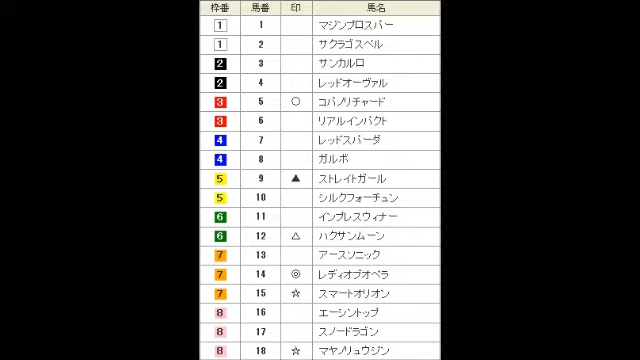 枠番 馬番 印 馬名
1 1 マジンプロスパー
1 2 サクラゴスペル
2 3 サンカルロ
2 4 レッドオーヴァル
3 5 ○ コパノリチャード
3 6 リアルインパクト
4 7 レッドスパーダ
4 8 ガルボ
5 9 ▲ ストレイトガール
5 10 シルクフォーチュン
6 11 インプレスウィナー
6 12 △ ハクサンムーン
7 13 アースソニック
7 14 ◎ レディオブオペラ
7 15 ☆ スマートオリオン
8 16 エーシントップ
8 17 スノードラゴン
8 18 ☆ マヤノリュウジン